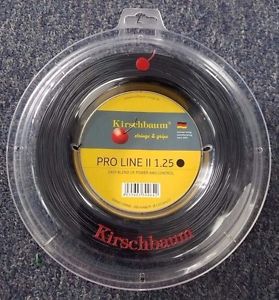 Kirschbaum
strings & grips
PRO LINE II 1.25
EASY BLEND OF POWER AND CONTROL
Kirschbaum